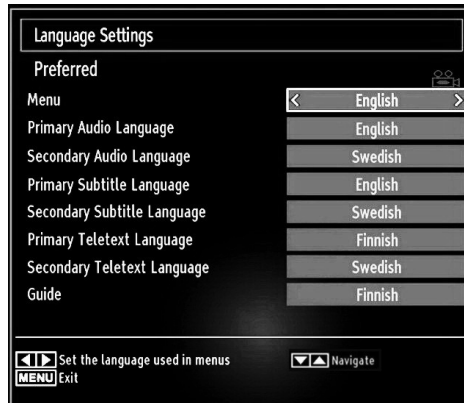 Language Settings
Preferred
Menu < English >
Primary Audio Language English
Secondary Audio Language Swedish
Primary Subtitle Language English
Secondary Subtitle Language Swedish
Primary Teletext Language Finnish
Secondary Teletext Language Swedish
Guide Finnish
Set the language used in menus Navigate
MENU Exit